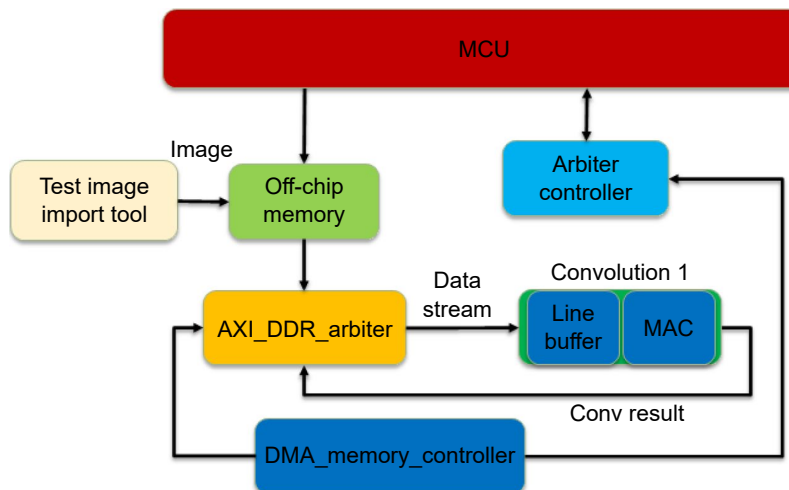 MCU
Image
Test image
import tool
Off-chip
memory
Arbiter
controller
AXI_DDR_arbiter
Data
stream
Convolution 1
Line
buffer
MAC
Conv result
DMA_memory_controller